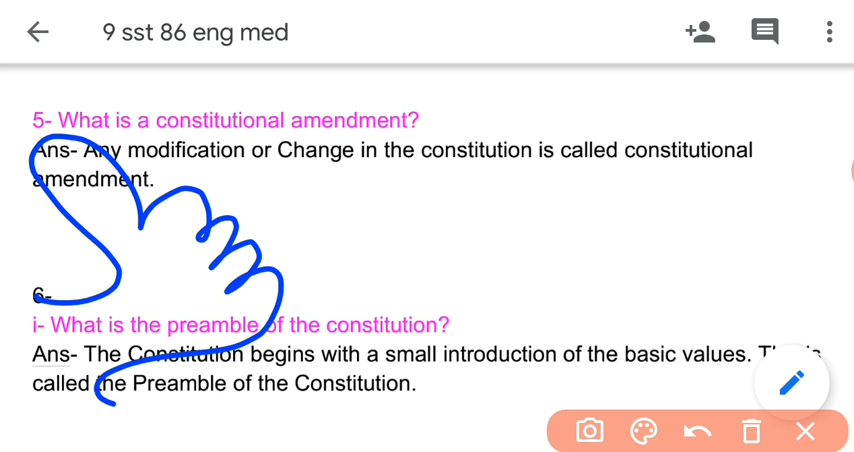 9 sst 86 eng med
5- What is a constitutional amendment?
Ans- Any modification or Change in the constitution is called constitutional
amendment.
6-
i- What is the preamble of the constitution?
Ans- The Constitution begins with a small introduction of the basic values.
called the Preamble of the Constitution.